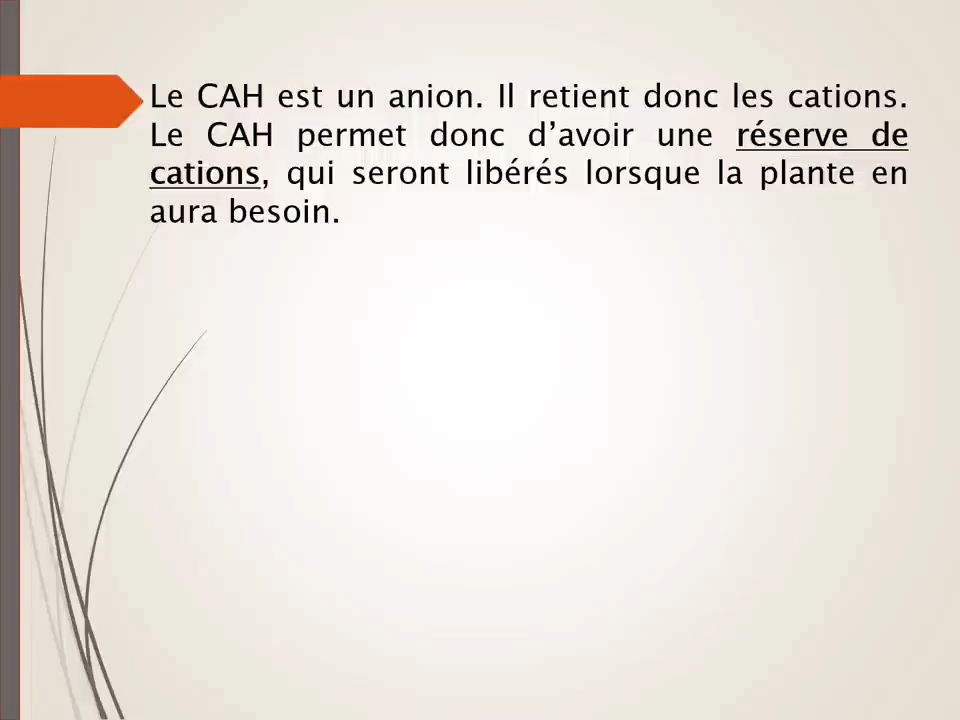 Le CAH est un anion. Il retient donc les cations.
Le CAH permet donc d’avoir une réserve de
cations, qui seront libérés lorsque la plante en
aura besoin.